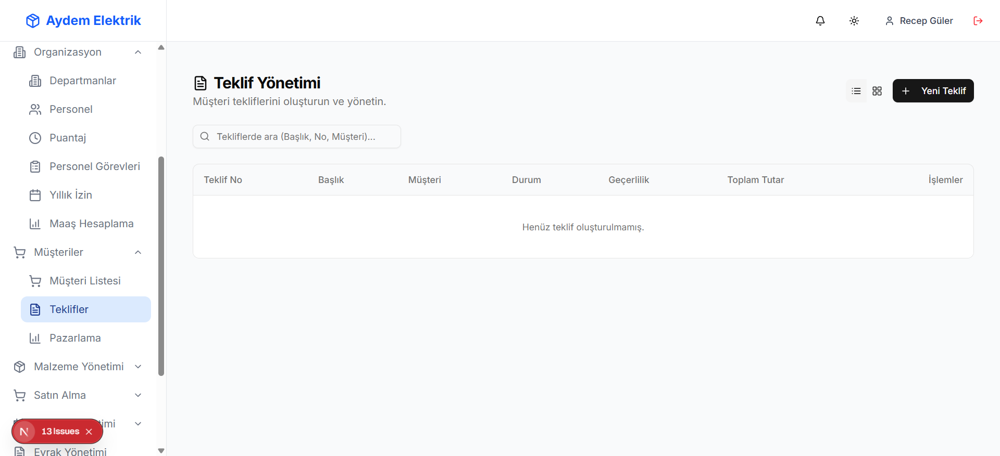 Aydem Elektrik
Recep Güler
Organizasyon
Departmanlar
Personel
Puantaj
Personel Görevleri
Yıllık İzin
Maaş Hesaplama
Müşteriler
Müşteri Listesi
Teklifler
Pazarlama
Malzeme Yönetimi
Satın Alma
timi
N 13 Issues
Evrak Yönetimi
Teklif Yönetimi
Müşteri tekliflerini oluşturun ve yönetin.
Yeni Teklif
Tekliflerde ara (Başlık, No, Müşteri)...
Teklif No Başlık Müşteri Durum Geçerlilik Toplam Tutar İşlemler
Henüz teklif oluşturulmamış.